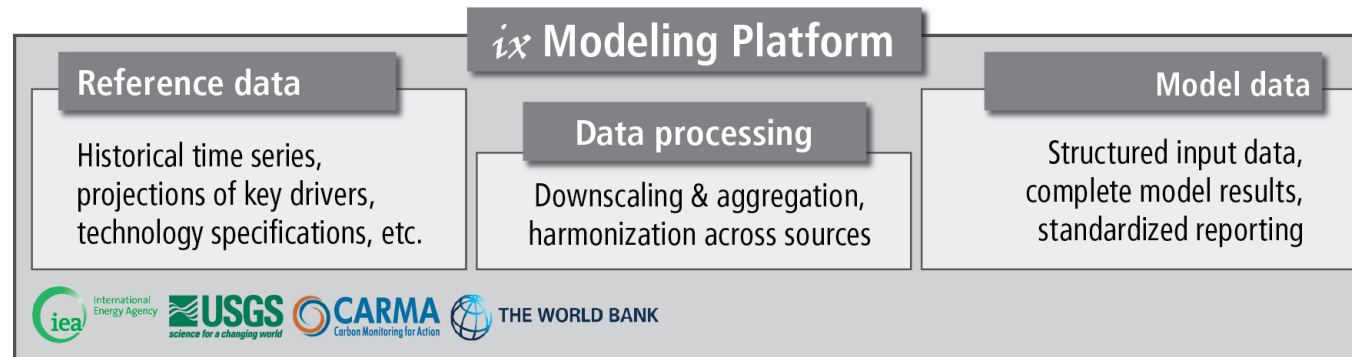 ix Modeling Platform
Reference data
Historical time series,
projections of key drivers,
technology specifications, etc.
Data processing
Downscaling & aggregation,
harmonization across sources
Model data
Structured input data,
complete model results,
standardized reporting
iea
International
Energy Agency
USGS
science for a changing world
CARMA
Carbon Monitoring for Action
THE WORLD BANK